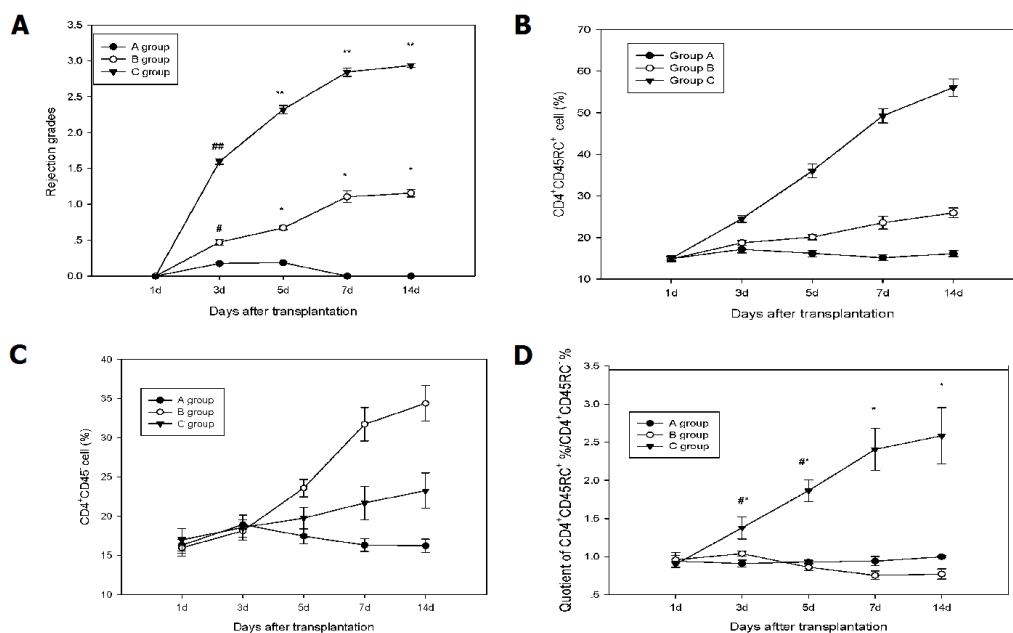 A
3.5
3.0
2.5
2.0
1.5
1.0
.5
0.0
Rejection grades
A group
B group
C group
## ** ** **
# * * *
1d 3d 5d 7d 14d
Days after transplantation
B
70
60
50
40
30
20
10
CD4⁺CD45RC⁺ cell (%)
Group A
Group B
Group C
1d 3d 5d 7d 14d
Days after transplantation
C
40
35
30
25
20
15
10
CD4⁺CD45⁻cell (%)
A group
B group
C group
1d 3d 5d 7d 14d
Days after transplantation
D
3.5
3.0
2.5
2.0
1.5
1.0
.5
Quotient of CD4⁺CD45RC⁺ %/CD4⁺CD45RC⁻%
A group
B group
C group
#* #* * *
1d 3d 5d 7d 14d
Days after transplantation